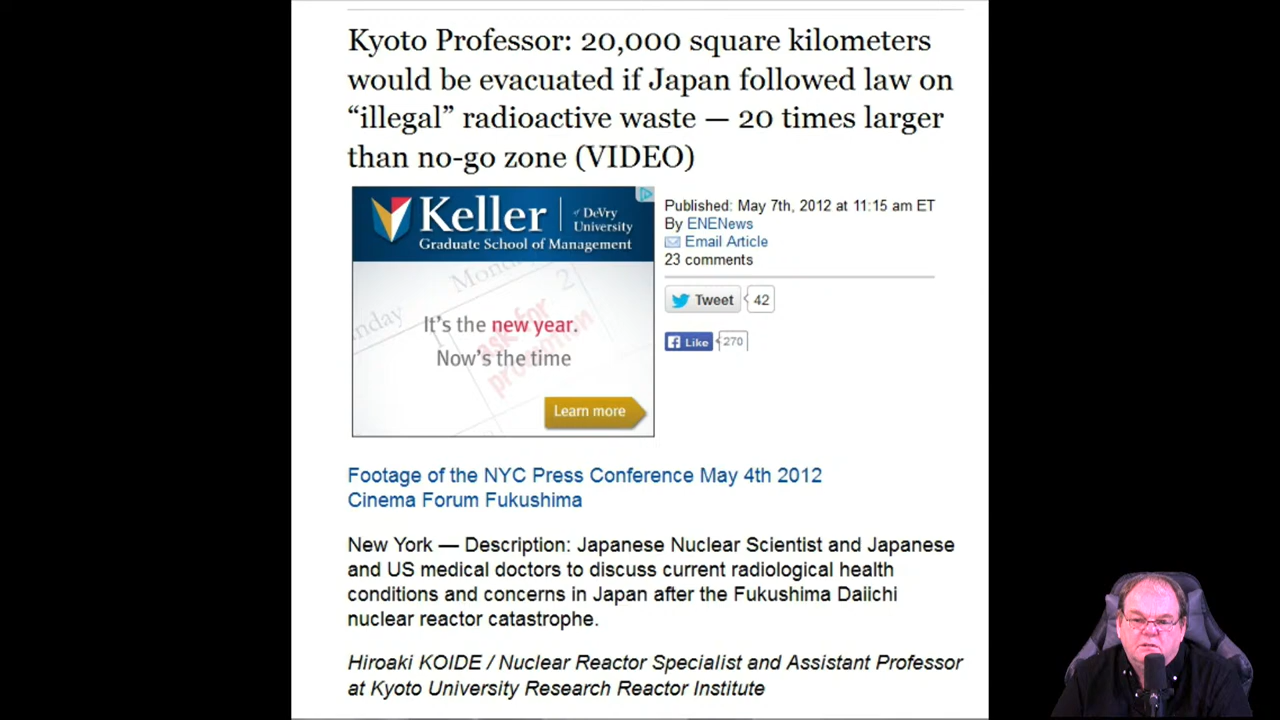 Kyoto Professor: 20,000 square kilometers
would be evacuated if Japan followed law on
“illegal” radioactive waste — 20 times larger
than no-go zone (VIDEO)
Keller of DeVry University
Graduate School of Management
It's the new year.
Now's the time
ask for
promotion
Learn more
Published: May 7th, 2012 at 11:15 am ET
By ENENews
Email Article
23 comments
Tweet 42
Like 270
Footage of the NYC Press Conference May 4th 2012
Cinema Forum Fukushima
New York — Description: Japanese Nuclear Scientist and Japanese
and US medical doctors to discuss current radiological health
conditions and concerns in Japan after the Fukushima Daiichi
nuclear reactor catastrophe.
Hiroaki KOIDE / Nuclear Reactor Specialist and Assistant Professor
at Kyoto University Research Reactor Institute